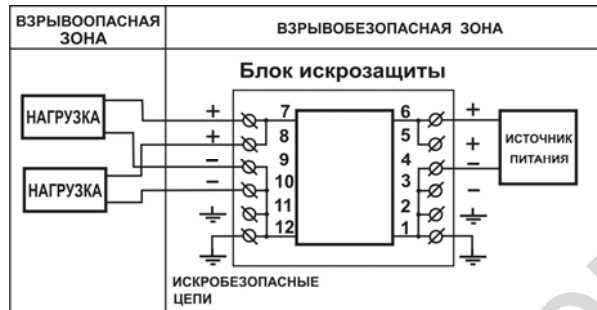 ВЗРЫВООПАСНАЯ
ЗОНА
ВЗРЫВОБЕЗОПАСНАЯ ЗОНА
Блок искрозащиты
НАГРУЗКА
НАГРУЗКА
+ 7 6 +
+ 8 5 +
− 9 4 −
− 10 3 −
11 2
12 1
ИСТОЧНИК
ПИТАНИЯ
ИСКРОБЕЗОПАСНЫЕ
ЦЕПИ